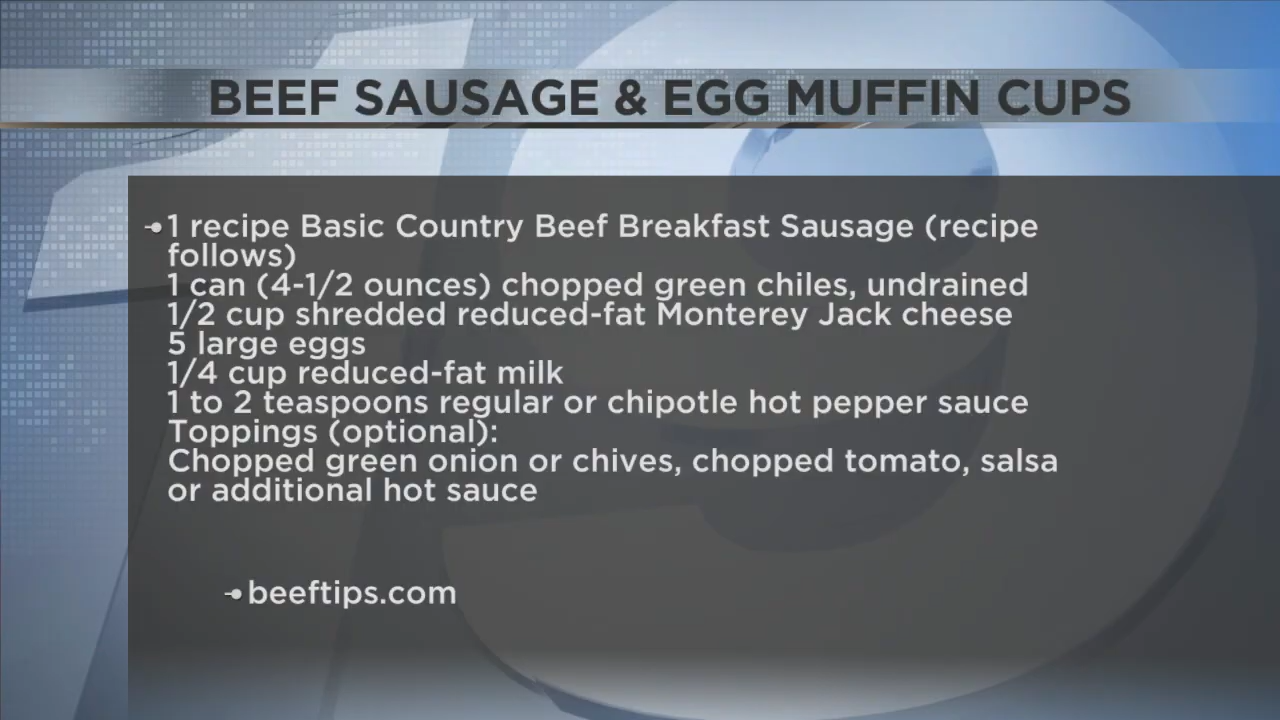 BEEF SAUSAGE & EGG MUFFIN CUPS
1 recipe Basic Country Beef Breakfast Sausage (recipe
follows)
1 can (4-1/2 ounces) chopped green chiles, undrained
1/2 cup shredded reduced-fat Monterey Jack cheese
5 large eggs
1/4 cup reduced-fat milk
1 to 2 teaspoons regular or chipotle hot pepper sauce
Toppings (optional):
Chopped green onion or chives, chopped tomato, salsa
or additional hot sauce
beeftips.com